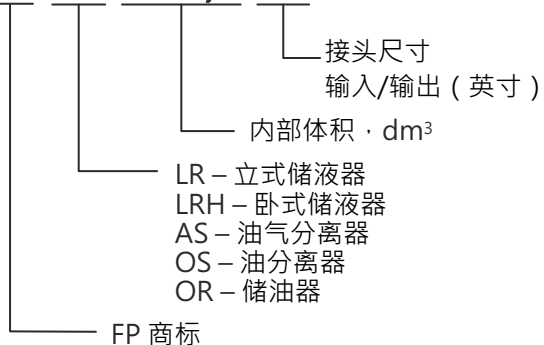 接头尺寸
输入/输出（英寸）
内部体积，dm³
LR – 立式储液器
LRH – 卧式储液器
AS – 油气分离器
OS – 油分离器
OR – 储油器
FP 商标